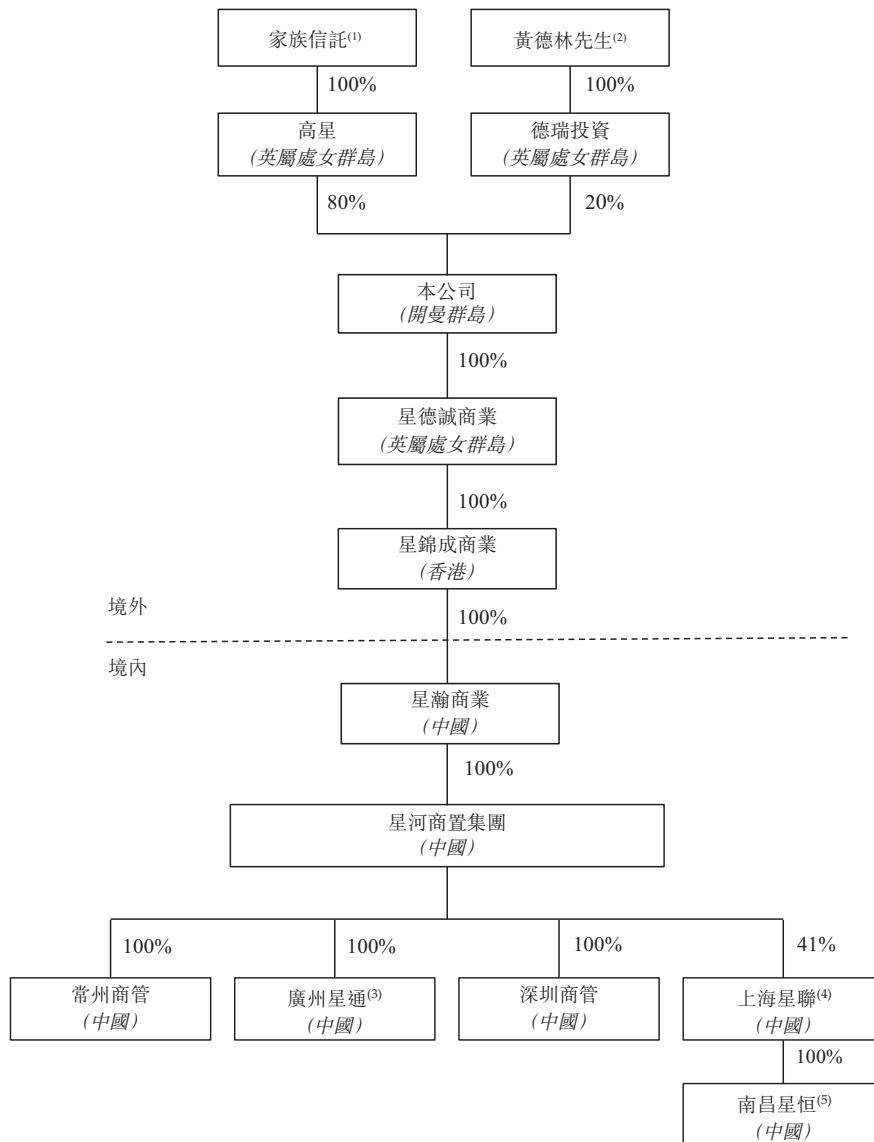 家族信託(1)
黃德林先生(2)
100%
100%
高星
(英屬處女群島)
德瑞投資
(英屬處女群島)
80%
20%
本公司
(開曼群島)
100%
星德誠商業
(英屬處女群島)
100%
星錦成商業
(香港)
境外
100%
境內
星瀚商業
(中國)
100%
星河商置集團
(中國)
100%
100%
100%
41%
常州商管
(中國)
廣州星通(3)
(中國)
深圳商管
(中國)
上海星聯(4)
(中國)
100%
南昌星恒(5)
(中國)